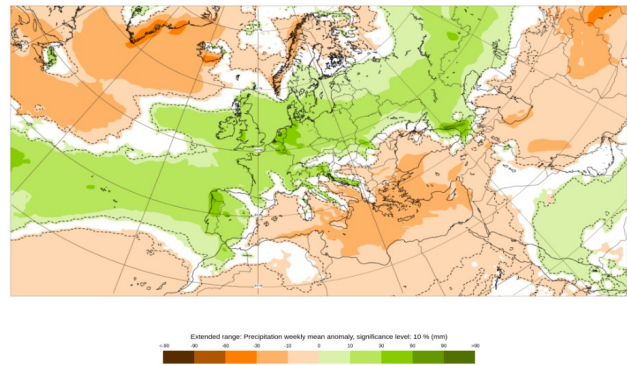 Extended range: Precipitation weekly mean anomaly, significance level: 10 % (mm)
<-90 -90 -60 -30 -10 0 10 30 60 90 >90